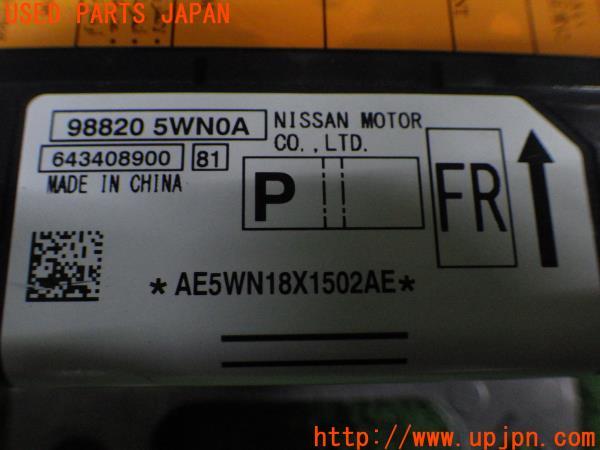 USED PARTS JAPAN
98820 5WN0A
NISSAN MOTOR
CO.,LTD.
643408900 81
MADE IN CHINA
P
FR
*AE5WN18X1502AE*
http://www.upjpn.com/